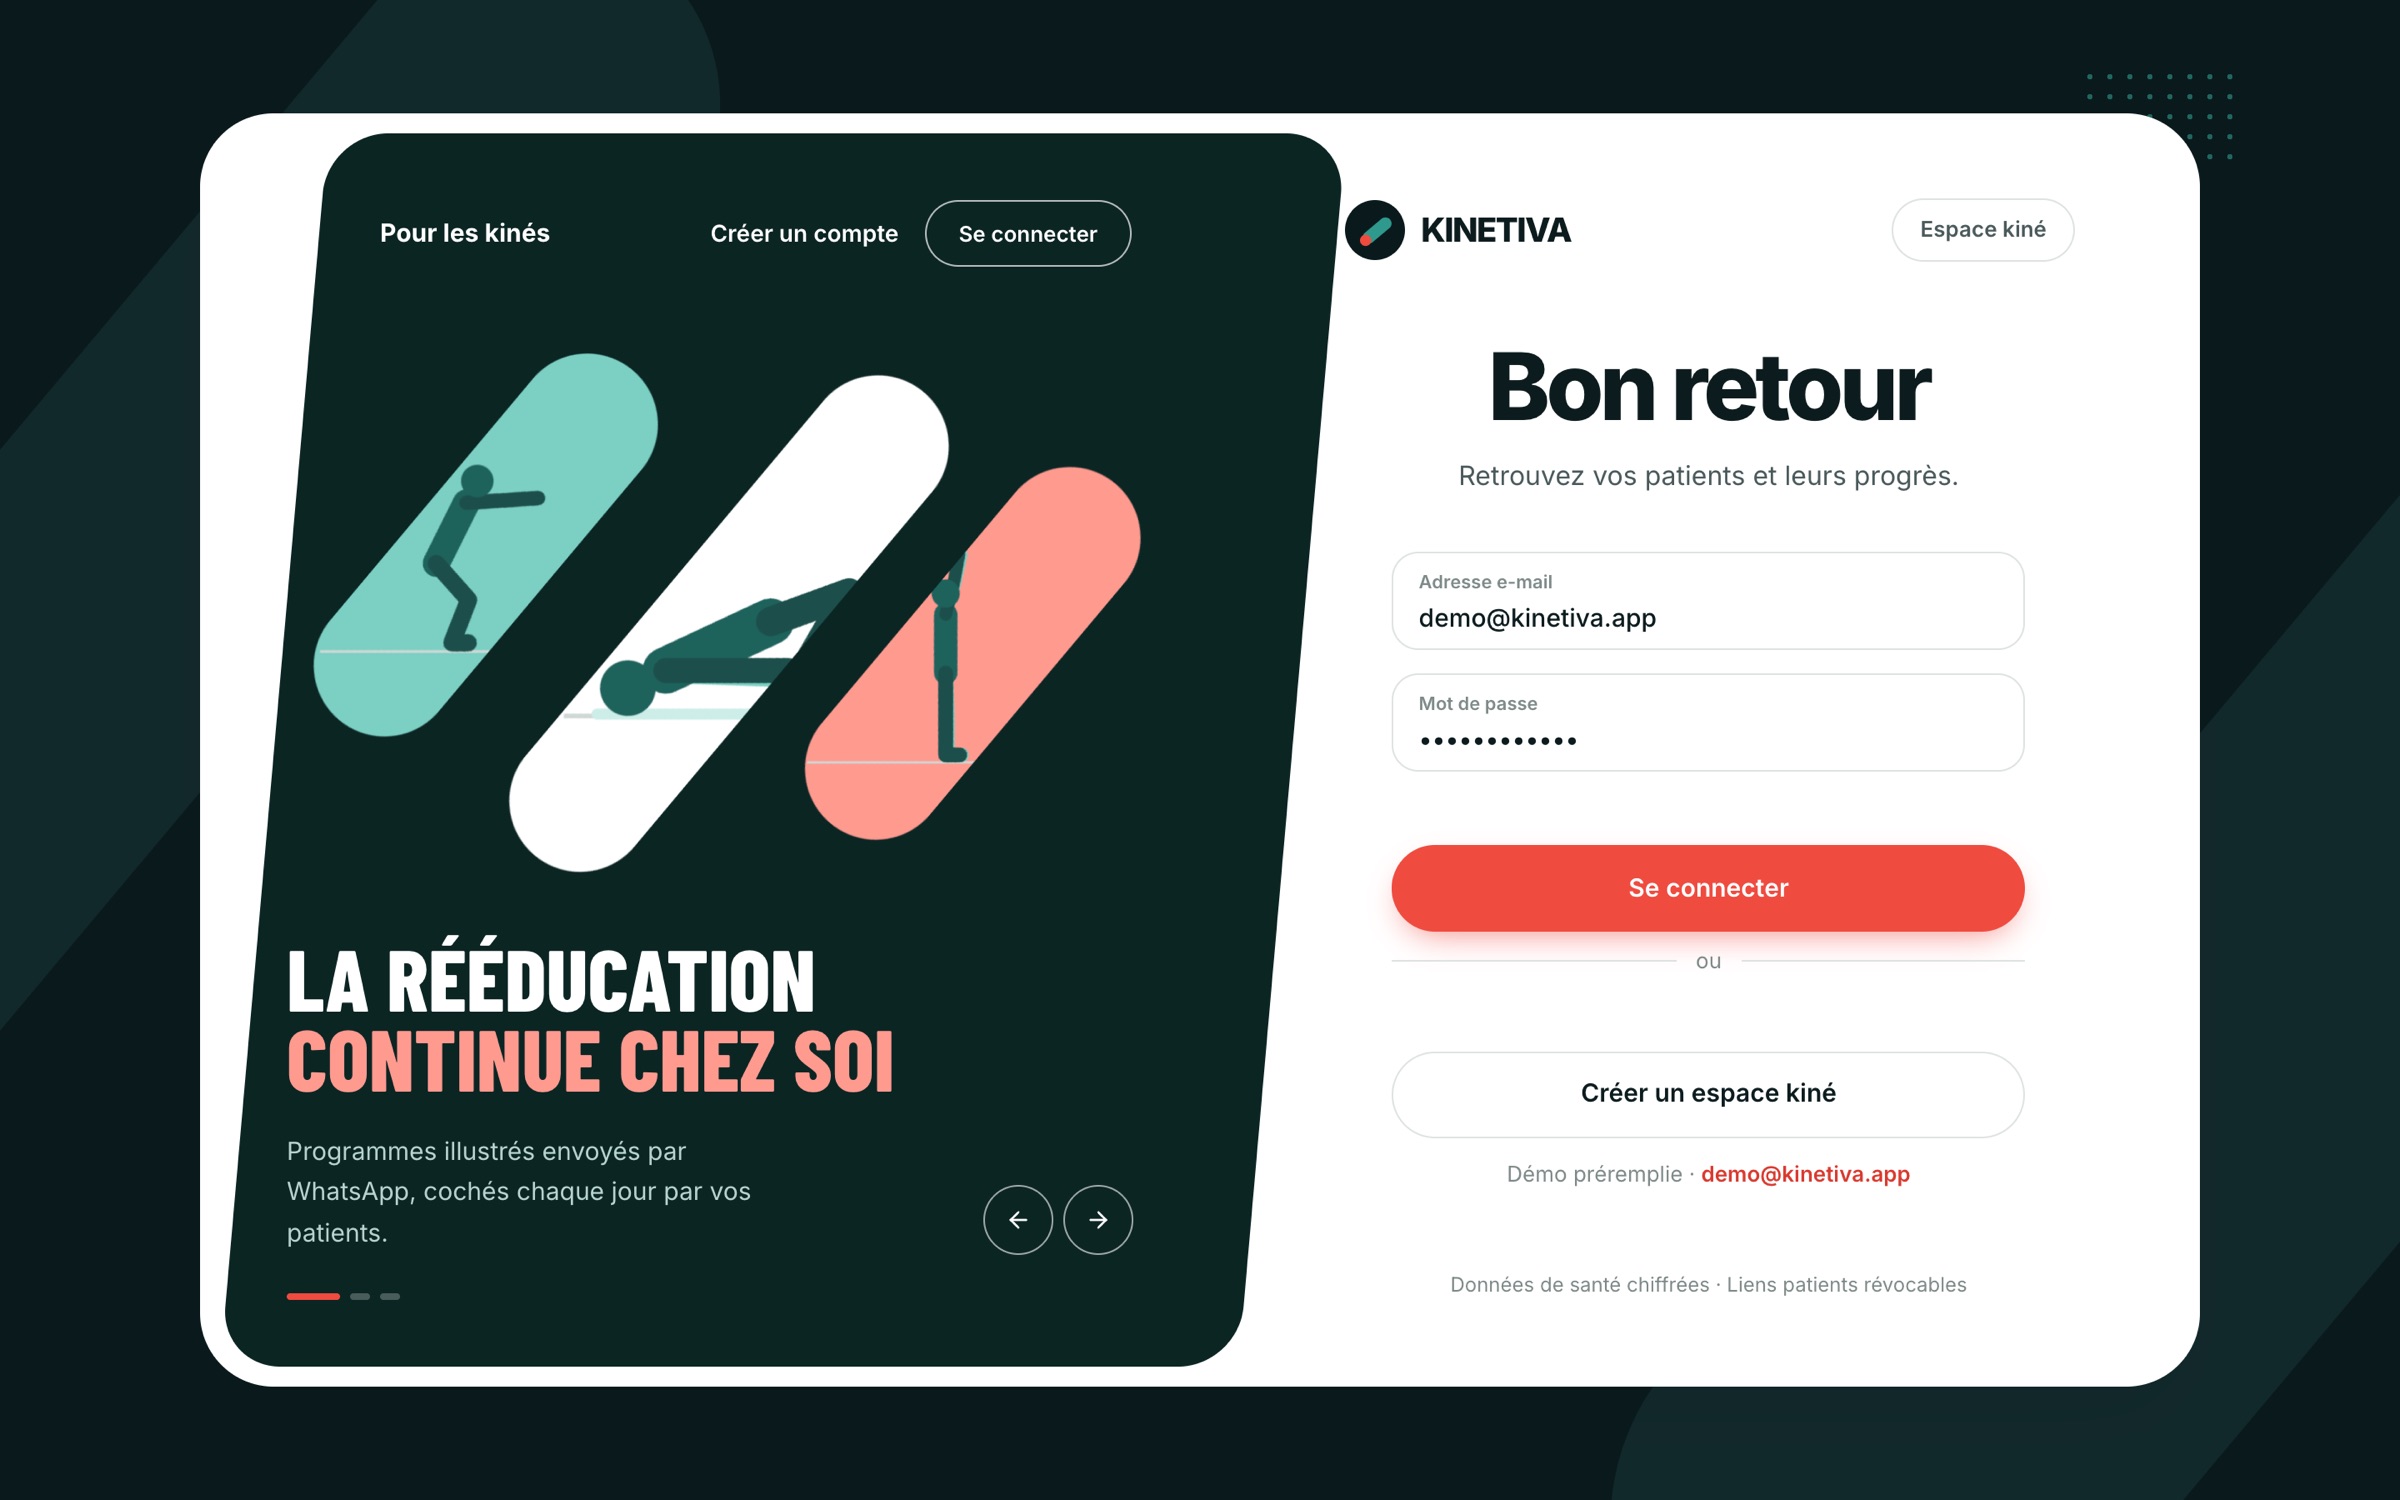 Pour les kinés
Créer un compte
Se connecter
LA RÉÉDUCATION
CONTINUE CHEZ SOI
Programmes illustrés envoyés par
WhatsApp, cochés chaque jour par vos
patients.
KINETIVA
Espace kiné
Bon retour
Retrouvez vos patients et leurs progrès.
Adresse e-mail
demo@kinetiva.app
Mot de passe
••••••••••••
Se connecter
ou
Créer un espace kiné
Démo préremplie · demo@kinetiva.app
Données de santé chiffrées · Liens patients révocables